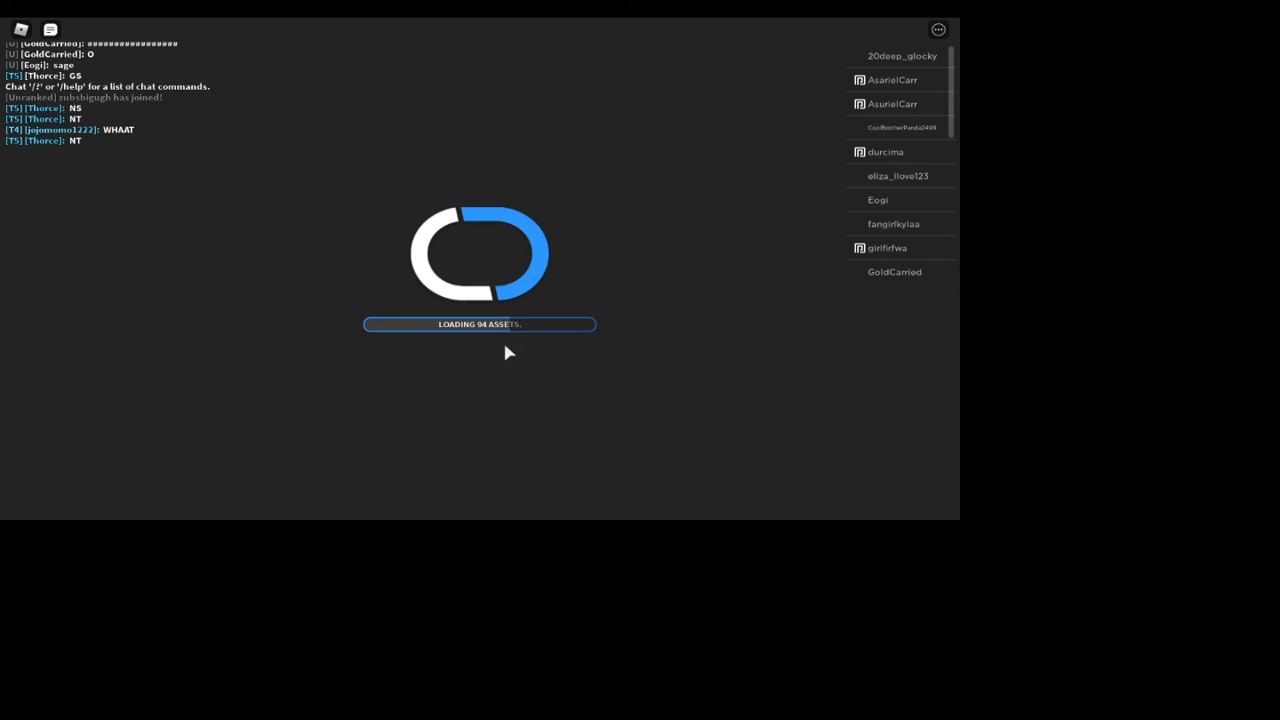 [U] [GoldCarried]: #################
[U] [GoldCarried]: O
[U] [Eogi]: sage
[T5] [Thorce]: GS
Chat '/?' or '/help' for a list of chat commands.
[Unranked] zubsbigugh has joined!
[T5] [Thorce]: NS
[T5] [Thorce]: NT
[T4] [jojomomo1222]: WHAAT
[T5] [Thorce]: NT
LOADING 94 ASSETS.
20deep_glocky
AsarielCarr
AsurielCarr
CoolBrotherPanda2499
durcima
eliza_llove123
Eogi
fangirlkylaa
girlfirfwa
GoldCarried